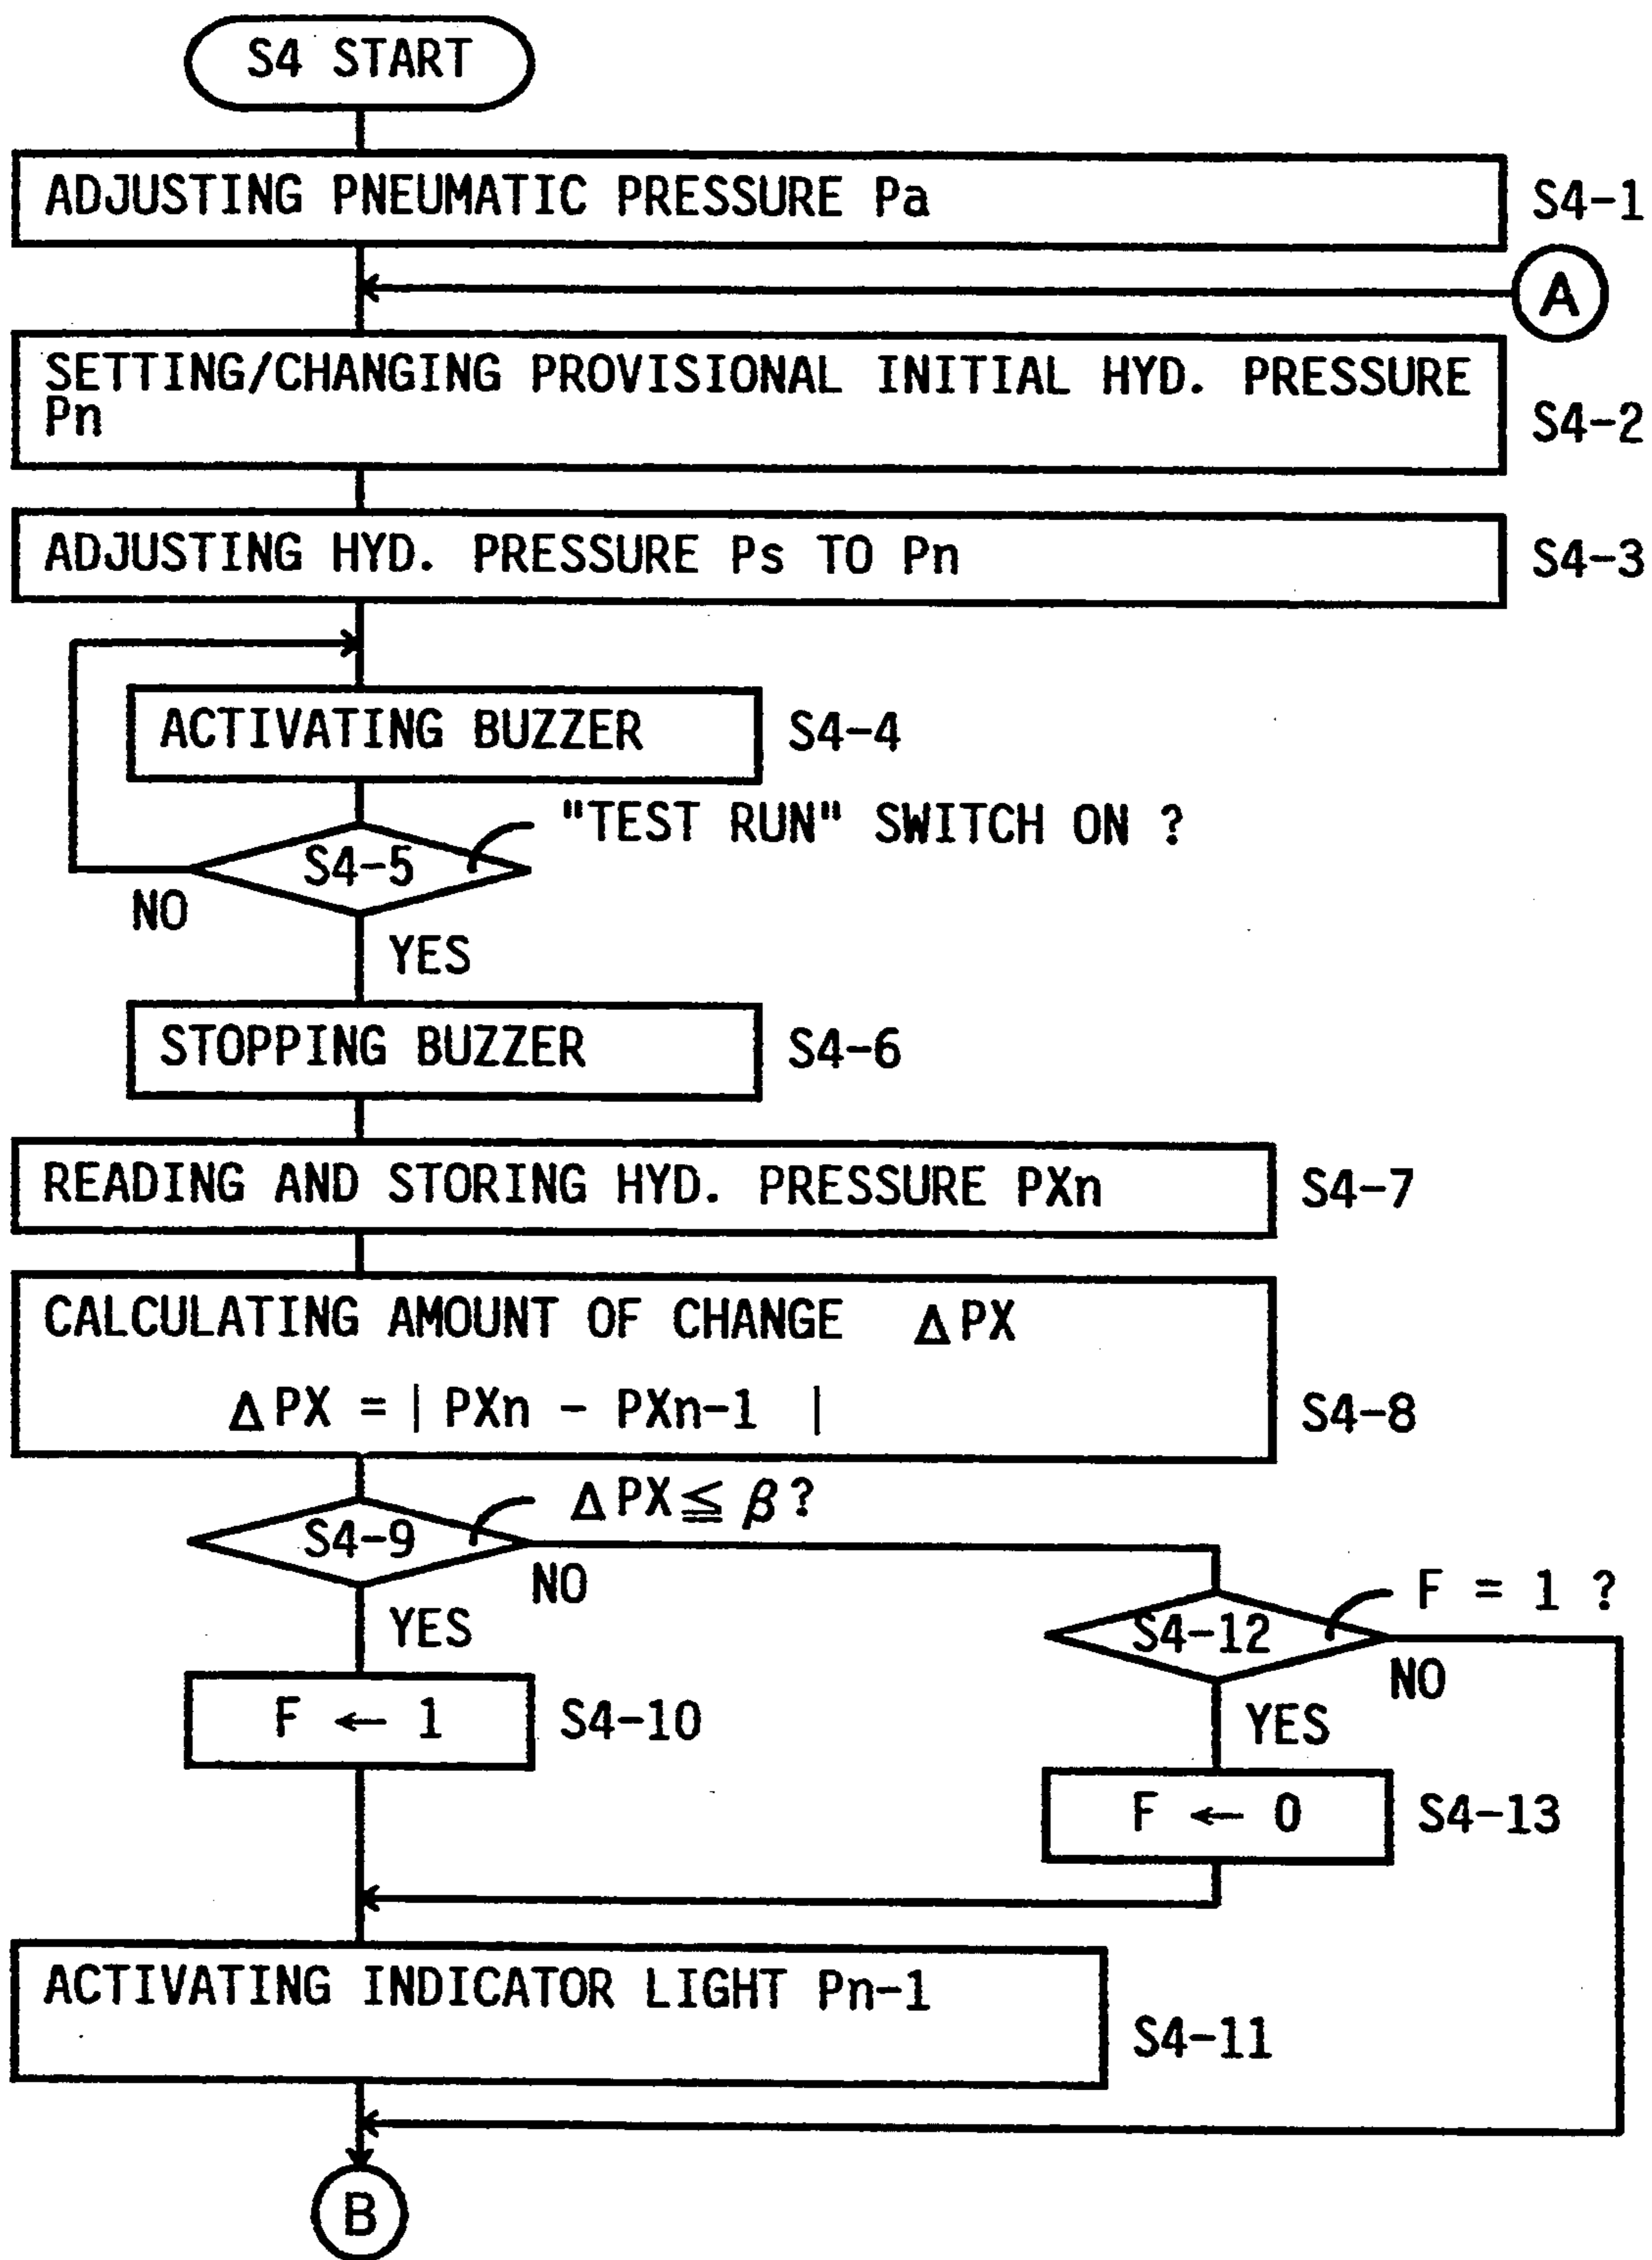 S4 START
ADJUSTING PNEUMATIC PRESSURE Pa
S4-1
A
SETTING/CHANGING PROVISIONAL INITIAL HYD. PRESSURE
Pn
S4-2
ADJUSTING HYD. PRESSURE Ps TO Pn
S4-3
ACTIVATING BUZZER
S4-4
"TEST RUN" SWITCH ON ?
S4-5
NO
YES
STOPPING BUZZER
S4-6
READING AND STORING HYD. PRESSURE PXn
S4-7
CALCULATING AMOUNT OF CHANGE ΔPX
ΔPX = | PXn - PXn-1 |
S4-8
ΔPX ≦ β ?
S4-9
NO
YES
F = 1 ?
S4-12
NO
YES
F ← 1
S4-10
F ← 0
S4-13
ACTIVATING INDICATOR LIGHT Pn-1
S4-11
B